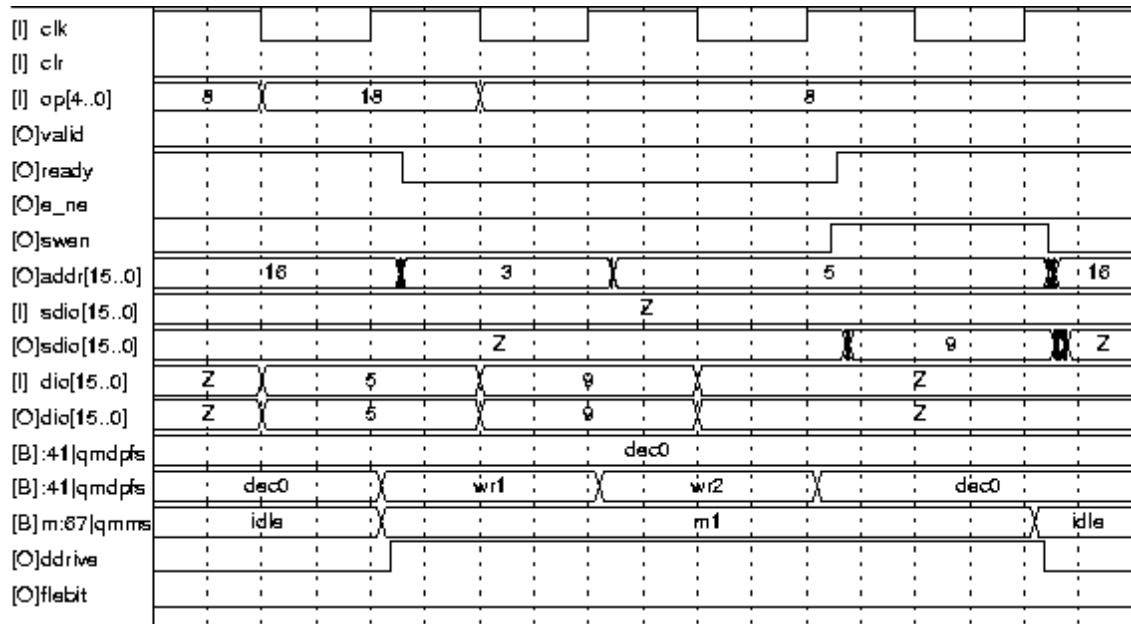 [I] clk
[I] clr
[I] op[4..0] 8 18 8
[O]valid
[O]ready
[O]e_ne
[O]swen
[O]addr[15..0] 16 3 5 16
[I] sdio[15..0] Z
[O]sdio[15..0] Z 9 Z
[I] dio[15..0] Z 5 9 Z
[O]dio[15..0] Z 5 9 Z
[B]:41|qmdpfs dec0
[B]:41|qmdpfs dec0 wr1 wr2 dec0
[B]m:67|qmms idle m1 idle
[O]ddrive
[O]flebit